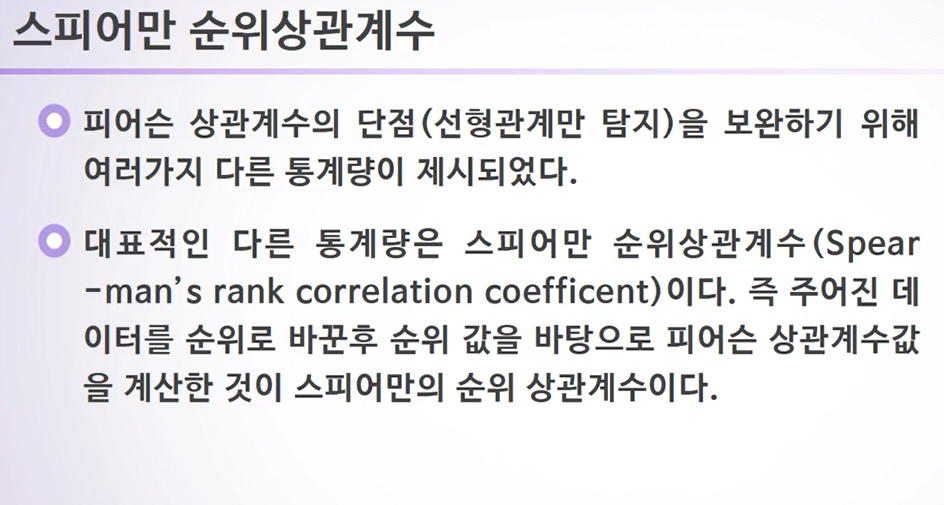 스피어만 순위상관계수
피어슨 상관계수의 단점(선형관계만 탐지)을 보완하기 위해
여러가지 다른 통계량이 제시되었다.
대표적인 다른 통계량은 스피어만 순위상관계수(Spear
-man's rank correlation coefficent)이다. 즉 주어진 데
이터를 순위로 바꾼후 순위 값을 바탕으로 피어슨 상관계수값
을 계산한 것이 스피어만의 순위 상관계수이다.